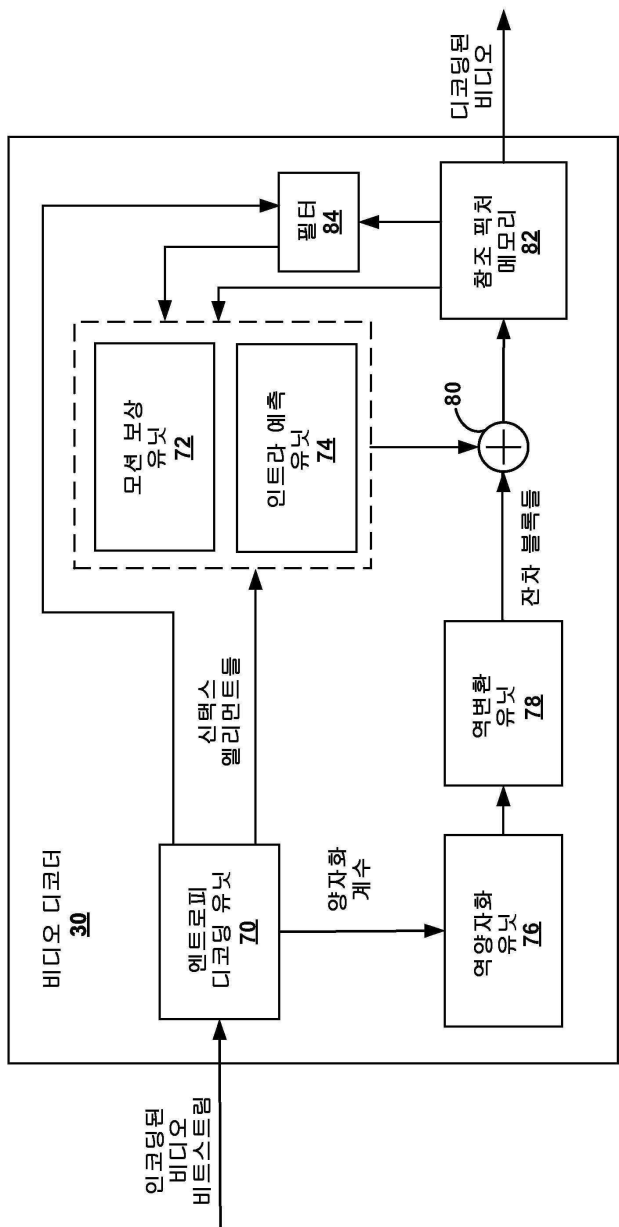 비디오 디코더
30
인코딩된
비디오
비트스트림
엔트로피
디코딩 유닛
70
신택스
엘리먼트들
양자화
계수
모션 보상
유닛
72
인트라 예측
유닛
74
필터
84
역양자화
유닛
76
역변환
유닛
78
잔차 블록들
80
참조 픽처
메모리
82
디코딩된
비디오